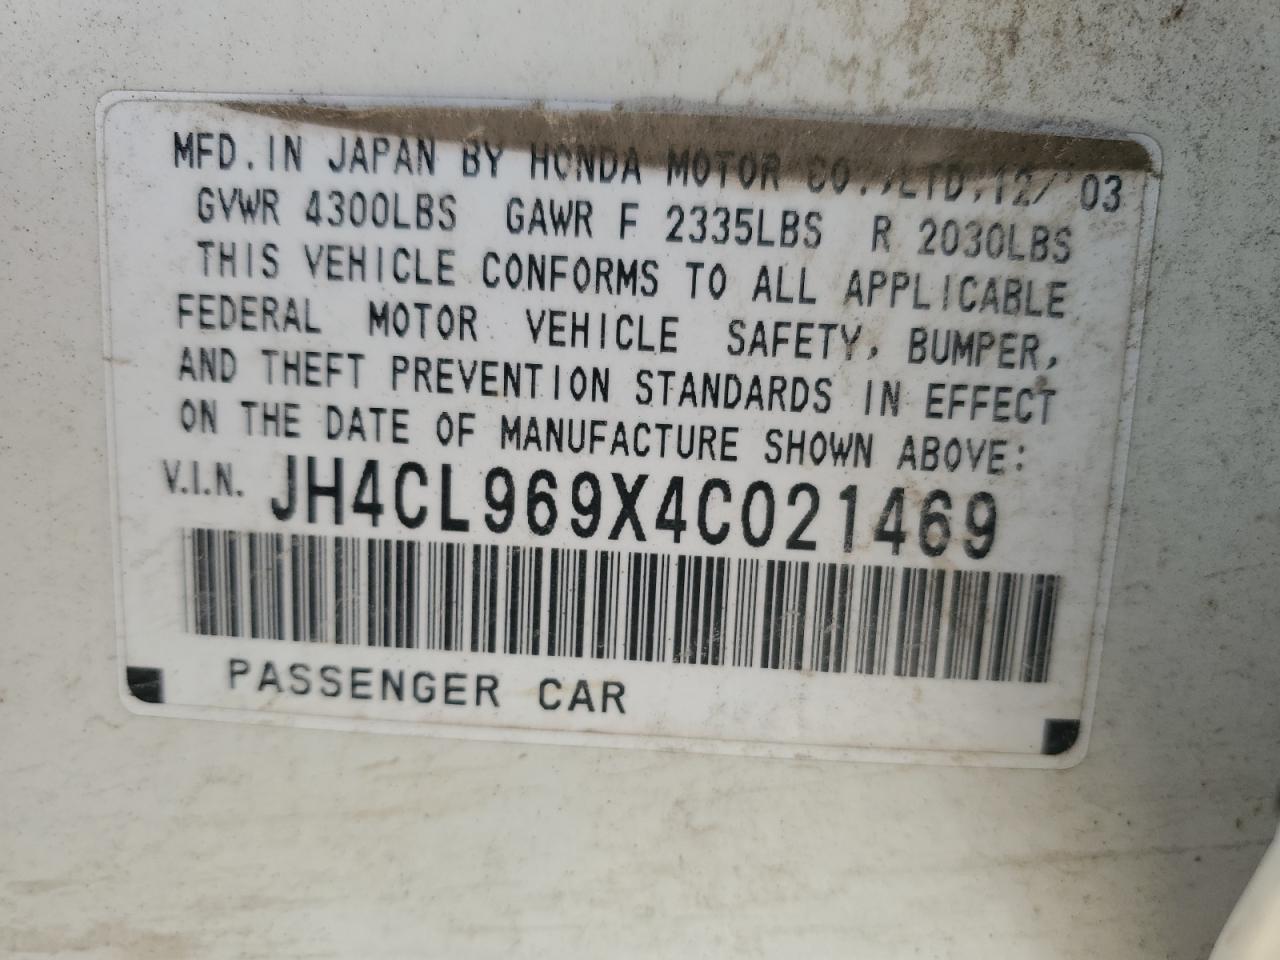 MFD.IN JAPAN BY HONDA MOTOR CO.,LTD.12/'03
GVWR 4300LBS GAWR F 2335LBS R 2030LBS
THIS VEHICLE CONFORMS TO ALL APPLICABLE
FEDERAL MOTOR VEHICLE SAFETY, BUMPER,
AND THEFT PREVENTION STANDARDS IN EFFECT
ON THE DATE OF MANUFACTURE SHOWN ABOVE:
V.I.N. JH4CL969X4C021469
PASSENGER CAR